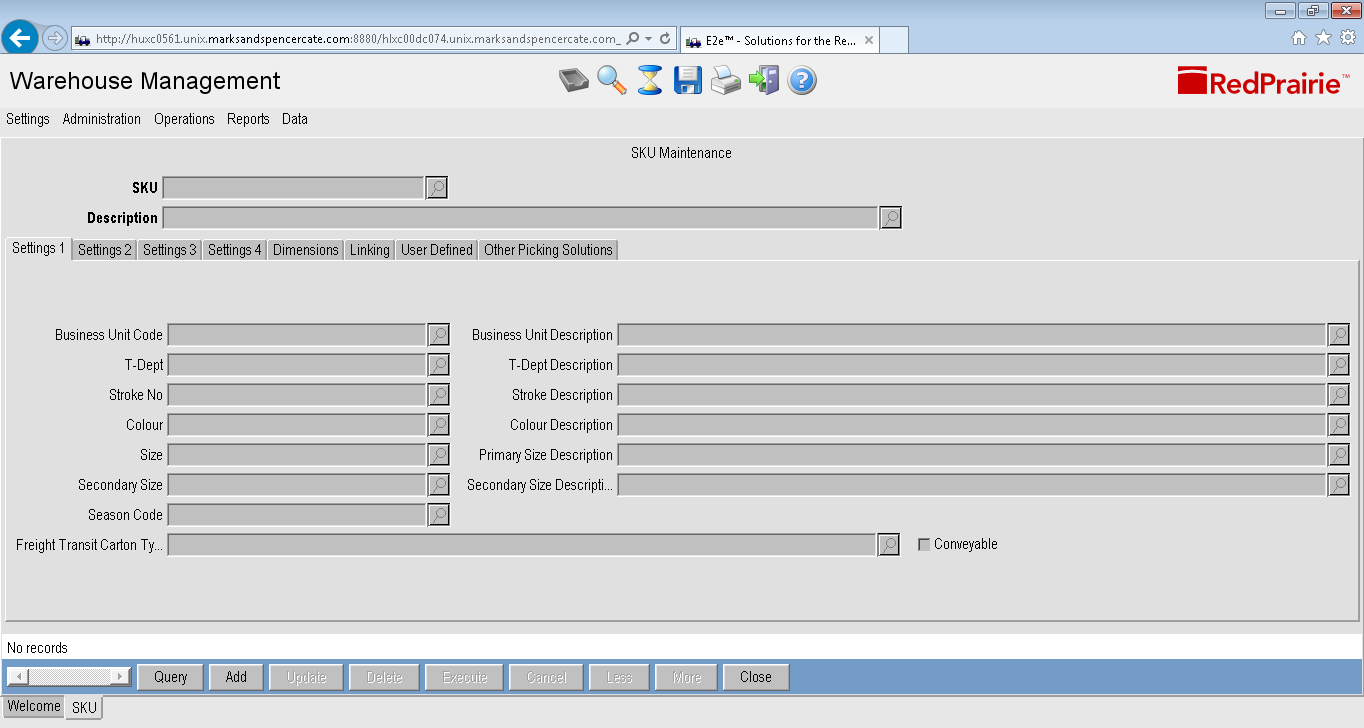 http://huxc0561.unix.marksandspencercate.com:8880/hlxc00dc074.unix.marksandspencercate.com_
E2e™ - Solutions for the Re...
Warehouse Management
RedPrairie™
Settings Administration Operations Reports Data
SKU Maintenance
SKU
Description
Settings 1 Settings 2 Settings 3 Settings 4 Dimensions Linking User Defined Other Picking Solutions
Business Unit Code Business Unit Description
T-Dept T-Dept Description
Stroke No Stroke Description
Colour Colour Description
Size Primary Size Description
Secondary Size Secondary Size Descripti...
Season Code
Freight Transit Carton Ty... Conveyable
No records
Query Add Update Delete Execute Cancel Less More Close
Welcome SKU